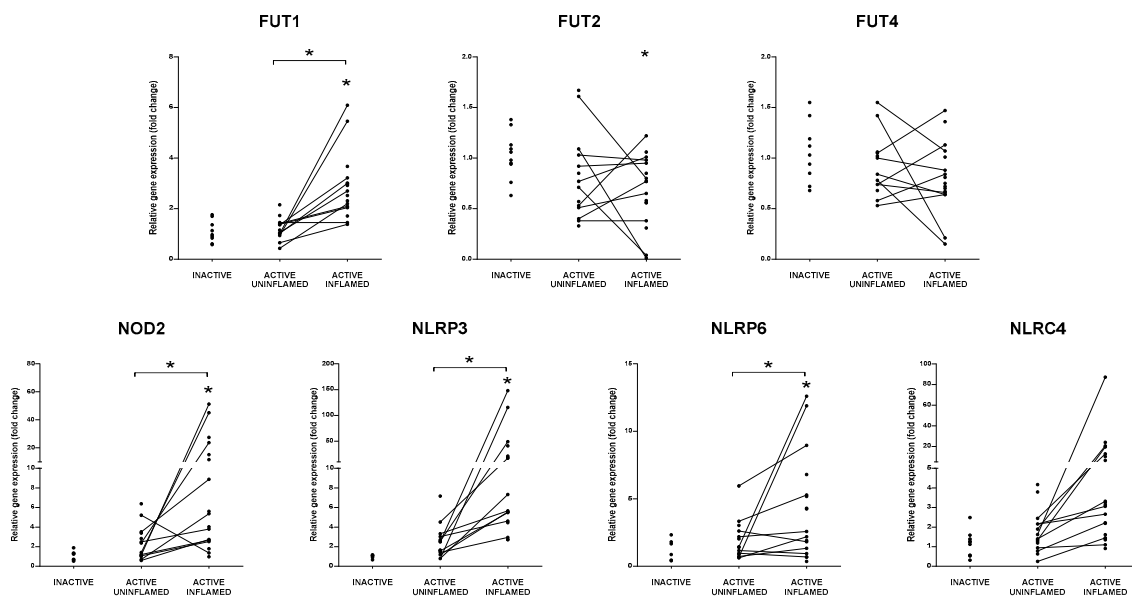 FUT1
Relative gene expression (fold change)
8
6
4
2
0
*
*
INACTIVE
ACTIVE
UNINFLAMED
ACTIVE
INFLAMED
FUT2
Relative gene expression (fold change)
2.0
1.5
1.0
0.5
0.0
*
INACTIVE
ACTIVE
UNINFLAMED
ACTIVE
INFLAMED
FUT4
Relative gene expression (fold change)
2.0
1.5
1.0
0.5
0.0
INACTIVE
ACTIVE
UNINFLAMED
ACTIVE
INFLAMED
NOD2
Relative gene expression (fold change)
80
60
40
20
10
8
6
4
2
0
*
*
INACTIVE
ACTIVE
UNINFLAMED
ACTIVE
INFLAMED
NLRP3
Relative gene expression (fold change)
200
150
100
50
10
8
6
4
2
0
*
*
INACTIVE
ACTIVE
UNINFLAMED
ACTIVE
INFLAMED
NLRP6
Relative gene expression (fold change)
15
10
5
0
*
*
INACTIVE
ACTIVE
UNINFLAMED
ACTIVE
INFLAMED
NLRC4
Relative gene expression (fold change)
100
80
60
40
20
5
4
3
2
1
0
INACTIVE
ACTIVE
UNINFLAMED
ACTIVE
INFLAMED